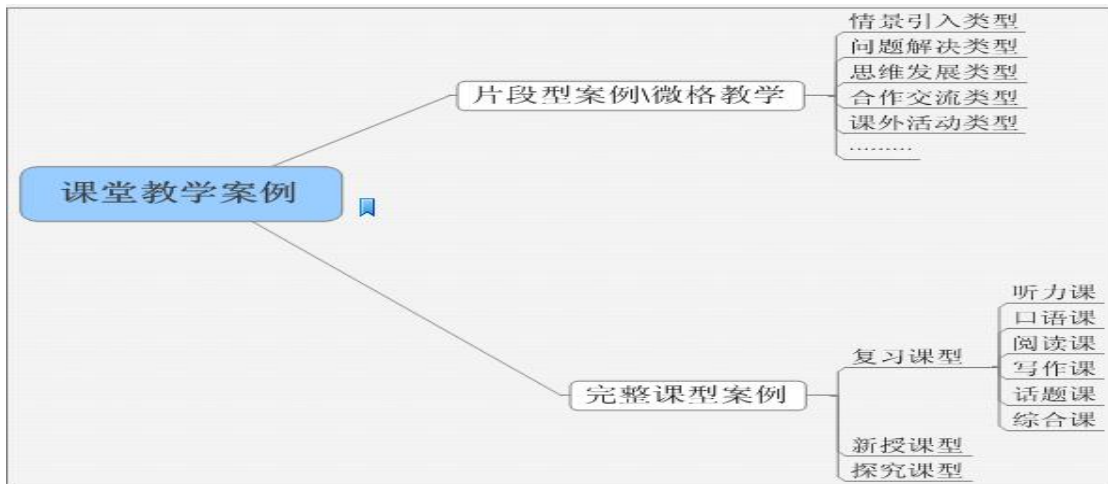 课堂教学案例
片段型案例\微格教学
情景引入类型
问题解决类型
思维发展类型
合作交流类型
课外活动类型
.........
完整课型案例
复习课型
听力课
口语课
阅读课
写作课
话题课
综合课
新授课型
探究课型